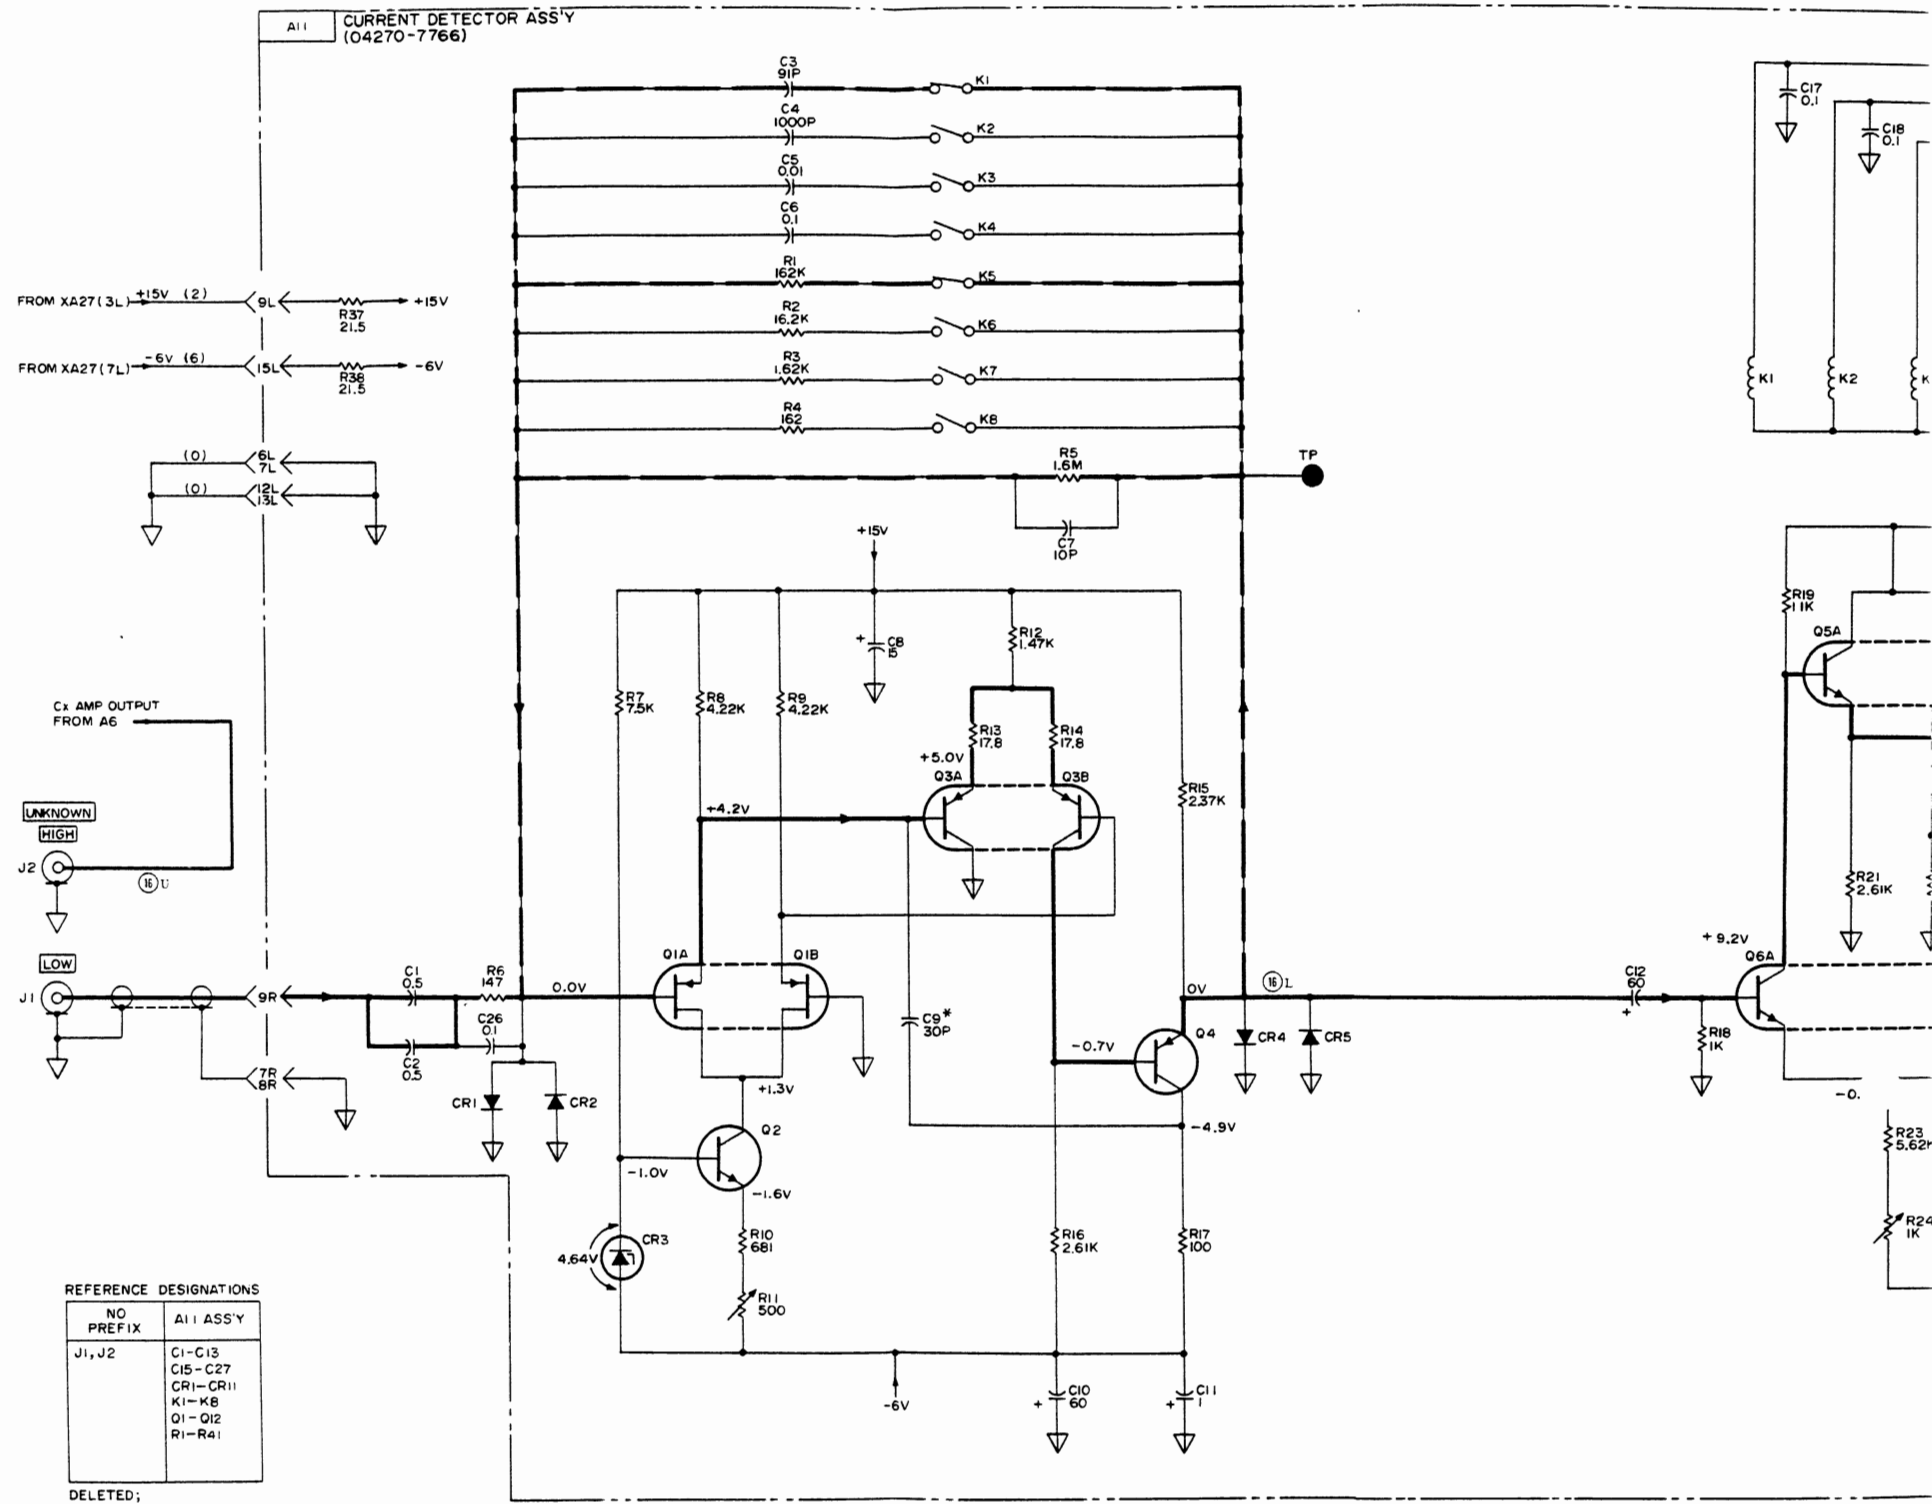 A11
CURRENT DETECTOR ASS'Y
(04270-7766)
C3
91P
K1
C4
1000P
K2
C5
0.01
K3
C6
0.1
K4
R1
162K
K5
R2
16.2K
K6
R3
1.62K
K7
R4
162
K8
R5
1.6M
TP
C7
10P
C17
0.1
C18
0.1
K1
K2
K
FROM XA27(3L)
+15V (2)
9L
R37
21.5
+15V
FROM XA27(7L)
-6V (6)
15L
R38
21.5
-6V
(0)
6L
7L
(0)
12L
13L
+15V
+
C8
15
R12
1.47K
R7
7.5K
R8
4.22K
R9
4.22K
R13
17.8
R14
17.8
+5.0V
Q3A
Q3B
R15
2.37K
+4.2V
R19
11K
Q5A
R21
2.61K
+9.2V
Q6A
Cx AMP OUTPUT
FROM A6
UNKNOWN
HIGH
J2
16 U
LOW
J1
9R
7R
8R
C1
0.5
R6
147
C26
0.1
C2
0.5
0.0V
Q1A
Q1B
C9*
30P
CR1
CR2
+1.3V
Q2
-1.0V
-1.6V
-0.7V
0V
Q4
16 L
CR4
CR5
C12
60
+
R18
1K
-0.
-4.9V
R23
5.62K
R24
1K
4.64V
CR3
R10
681
R11
500
R16
2.61K
R17
100
-6V
+
C10
60
+
C11
1
REFERENCE DESIGNATIONS
NO
PREFIX
A11 ASS'Y
J1, J2
C1-C13
C15-C27
CR1-CR11
K1-K8
Q1-Q12
R1-R41
DELETED;